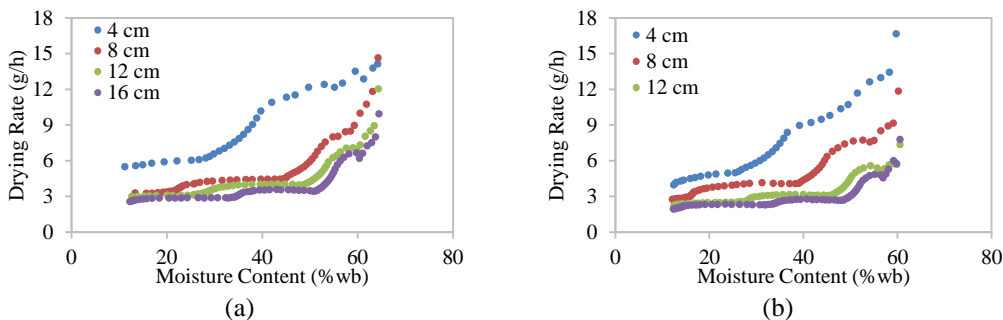 18
15
12
9
6
3
0
Drying Rate (g/h)
4 cm
8 cm
12 cm
16 cm
0 20 40 60 80
Moisture Content (%wb)
(a)
18
15
12
9
6
3
0
Drying Rate (g/h)
4 cm
8 cm
12 cm
0 20 40 60 80
Moisture Content (%wb)
(b)